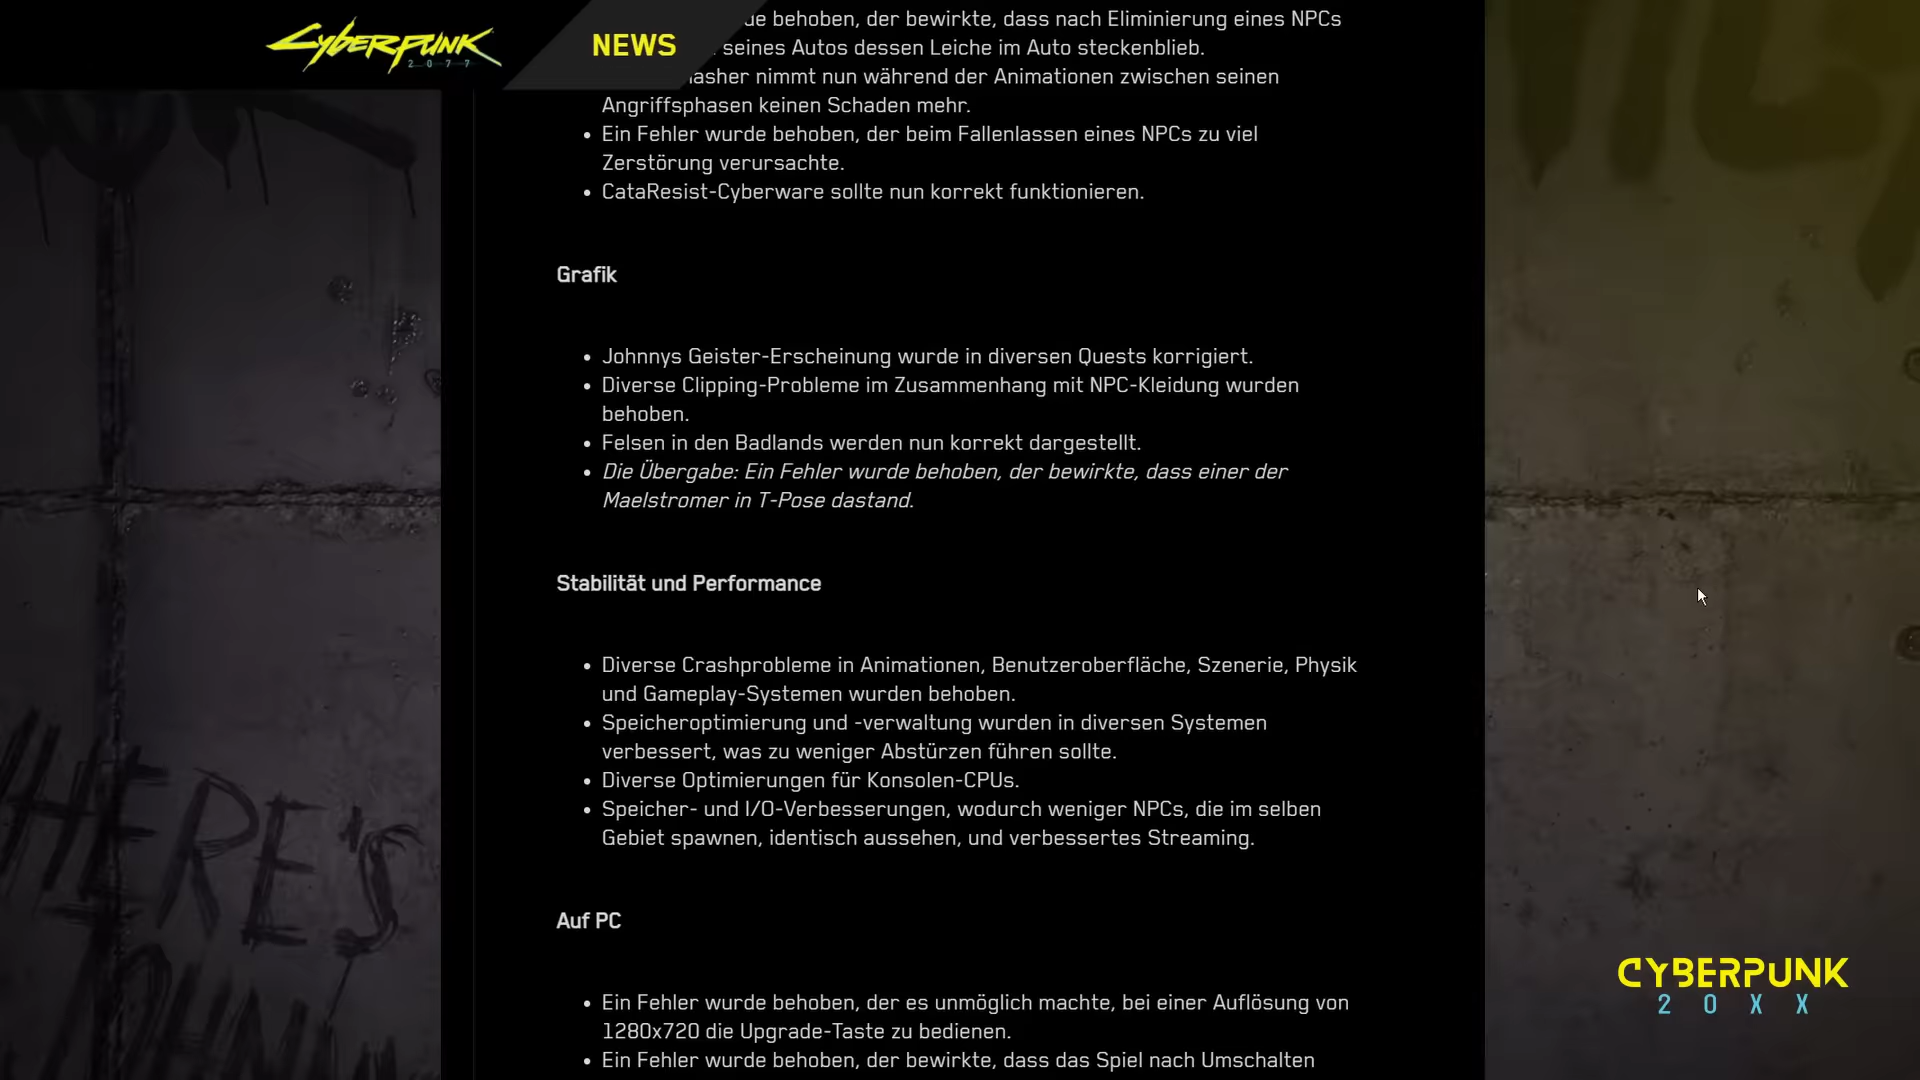 CYBERPUNK
2077
NEWS
de behoben, der bewirkte, dass nach Eliminierung eines NPCs
seines Autos dessen Leiche im Auto steckenblieb.
asher nimmt nun während der Animationen zwischen seinen
Angriffsphasen keinen Schaden mehr.
• Ein Fehler wurde behoben, der beim Fallenlassen eines NPCs zu viel
Zerstörung verursachte.
• CataResist-Cyberware sollte nun korrekt funktionieren.
Grafik
• Johnnys Geister-Erscheinung wurde in diversen Quests korrigiert.
• Diverse Clipping-Probleme im Zusammenhang mit NPC-Kleidung wurden
behoben.
• Felsen in den Badlands werden nun korrekt dargestellt.
• Die Übergabe: Ein Fehler wurde behoben, der bewirkte, dass einer der
Maelstromer in T-Pose dastand.
Stabilität und Performance
• Diverse Crashprobleme in Animationen, Benutzeroberfläche, Szenerie, Physik
und Gameplay-Systemen wurden behoben.
• Speicheroptimierung und -verwaltung wurden in diversen Systemen
verbessert, was zu weniger Abstürzen führen sollte.
• Diverse Optimierungen für Konsolen-CPUs.
• Speicher- und I/O-Verbesserungen, wodurch weniger NPCs, die im selben
Gebiet spawnen, identisch aussehen, und verbessertes Streaming.
Auf PC
• Ein Fehler wurde behoben, der es unmöglich machte, bei einer Auflösung von
1280x720 die Upgrade-Taste zu bedienen.
• Ein Fehler wurde behoben, der bewirkte, dass das Spiel nach Umschalten
HERE'S
CYBERPUNK
20XX